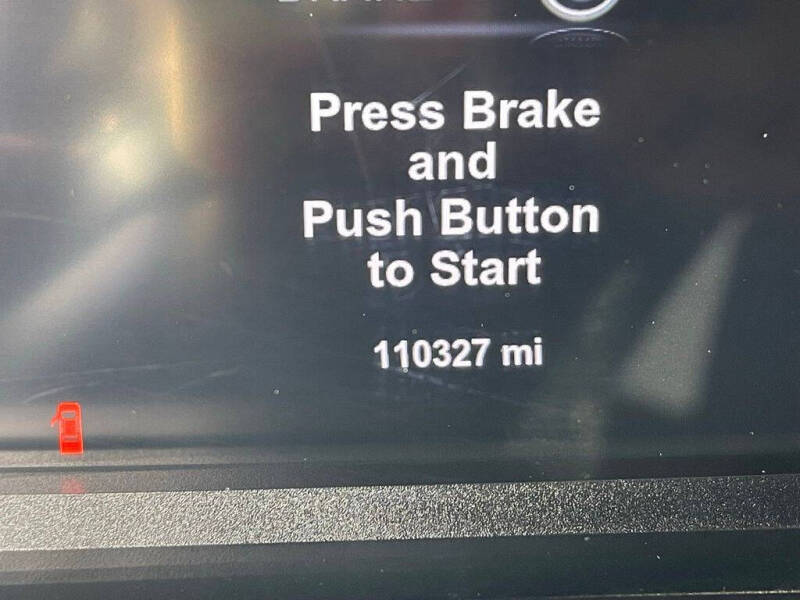 Press Brake
and
Push Button
to Start
110327 mi